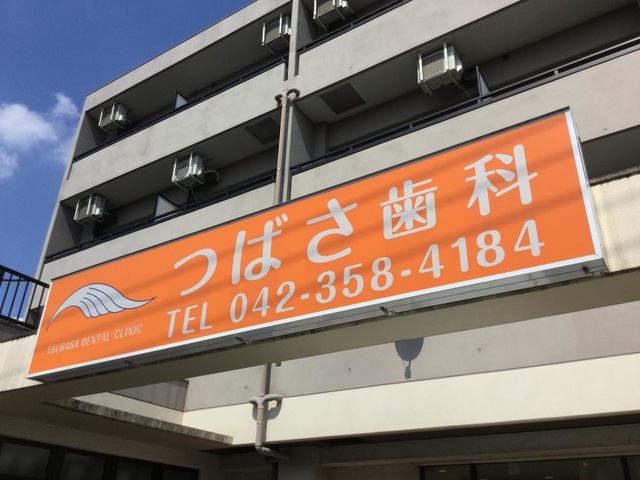 つばさ歯科
TEL 042-358-4184
TSUBASA DENTAL CLINIC